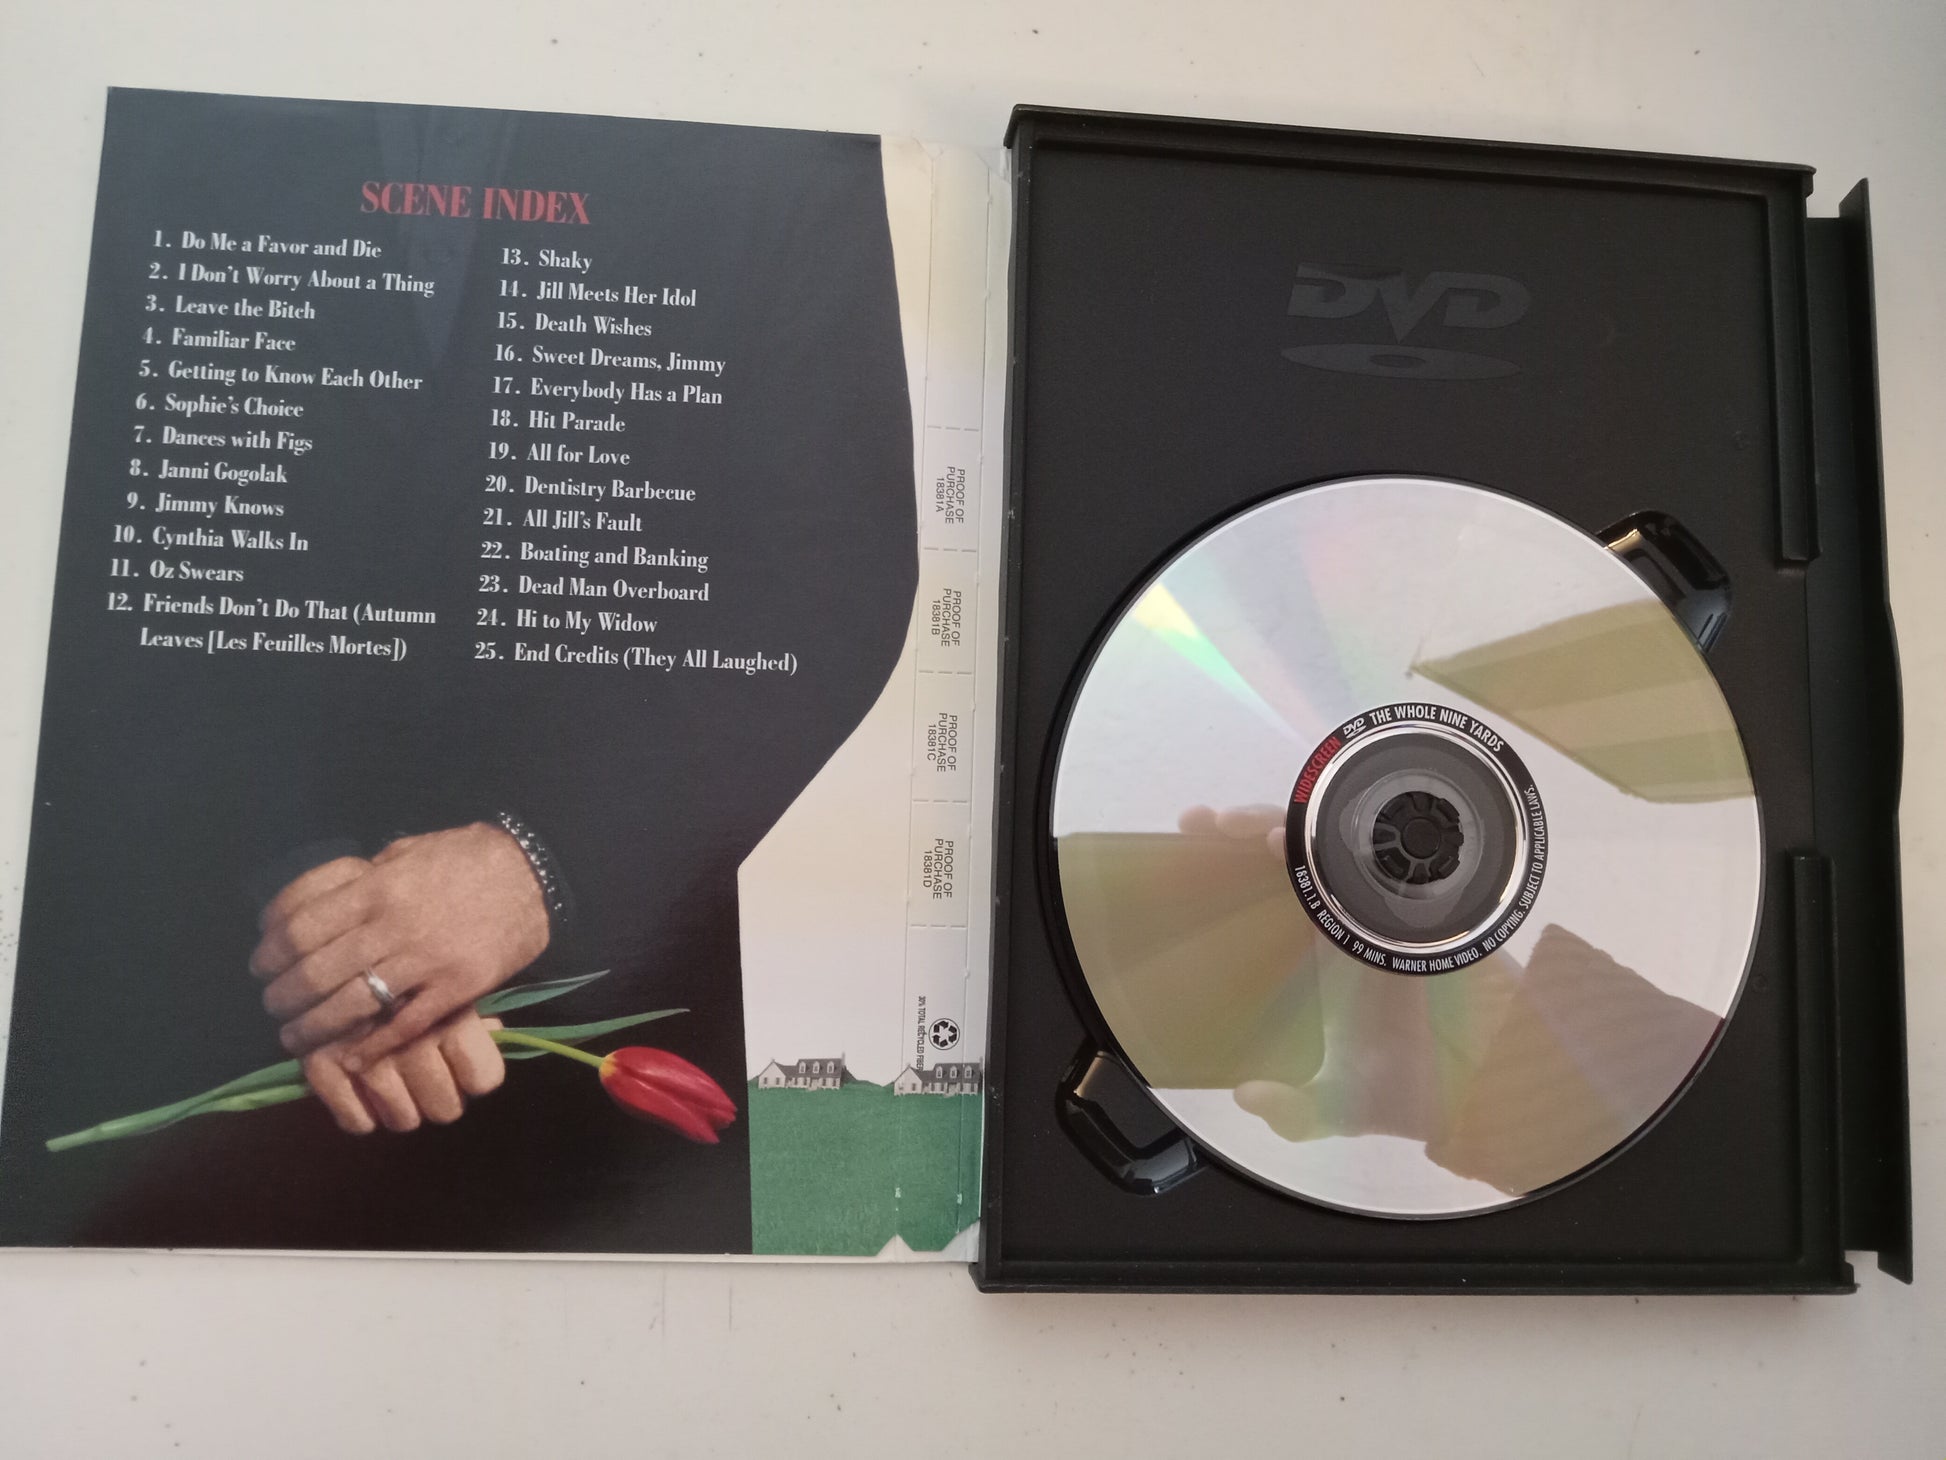 SCENE INDEX
1. Do Me a Favor and Die
2. I Don't Worry About a Thing
3. Leave the Bitch
4. Familiar Face
5. Getting to Know Each Other
6. Sophie's Choice
7. Dances with Figs
8. Janni Gogolak
9. Jimmy Knows
10. Cynthia Walks In
11. Oz Swears
12. Friends Don't Do That (Autumn
Leaves [Les Feuilles Mortes])
13. Shaky
14. Jill Meets Her Idol
15. Death Wishes
16. Sweet Dreams, Jimmy
17. Everybody Has a Plan
18. Hit Parade
19. All for Love
20. Dentistry Barbecue
21. All Jill's Fault
22. Boating and Banking
23. Dead Man Overboard
24. Hi to My Widow
25. End Credits (They All Laughed)
PROOF OF
PURCHASE
18381A
PROOF OF
PURCHASE
18381B
PROOF OF
PURCHASE
18381C
PROOF OF
PURCHASE
18381D
30% TOTAL RECYCLED FIBER
DVD
WIDESCREEN DVD THE WHOLE NINE YARDS
18381.1.B REGION 1 99 MINS. WARNER HOME VIDEO. NO COPYING. SUBJECT TO APPLICABLE LAWS.